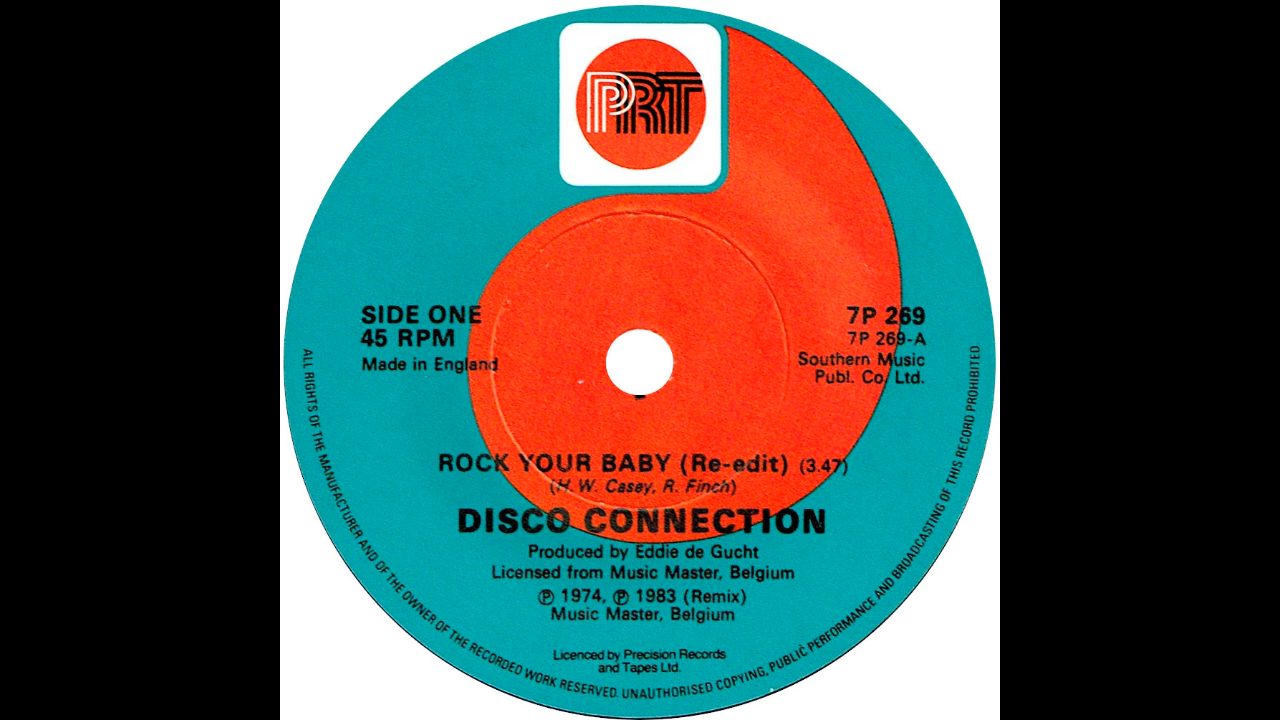 PRT
SIDE ONE
45 RPM
Made in England
7P 269
7P 269-A
Southern Music
Publ. Co. Ltd.
ROCK YOUR BABY (Re-edit) (3.47)
(H. W. Casey, R. Finch)
DISCO CONNECTION
Produced by Eddie de Gucht
Licensed from Music Master, Belgium
℗ 1974, ℗ 1983 (Remix)
Music Master, Belgium
Licenced by Precision Records
and Tapes Ltd.
ALL RIGHTS OF THE MANUFACTURER AND OF THE OWNER OF THE RECORDED WORK RESERVED. UNAUTHORISED COPYING, PUBLIC PERFORMANCE AND BROADCASTING OF THIS RECORD PROHIBITED